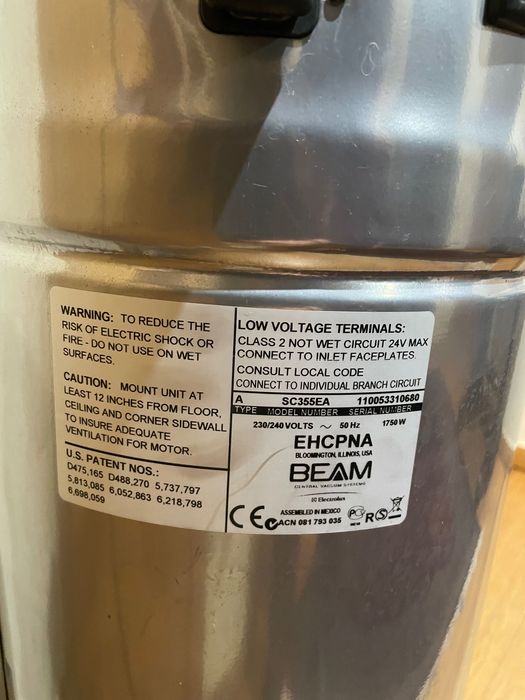 WARNING: TO REDUCE THE
RISK OF ELECTRIC SHOCK OR
FIRE - DO NOT USE ON WET
SURFACES.
CAUTION: MOUNT UNIT AT
LEAST 12 INCHES FROM FLOOR,
CEILING AND CORNER SIDEWALL
TO INSURE ADEQUATE
VENTILATION FOR MOTOR.
U.S. PATENT NOS.:
D475,165 D488,270 5,737,797
5,813,085 6,052,863 6,218,798
6,698,059
LOW VOLTAGE TERMINALS:
CLASS 2 NOT WET CIRCUIT 24V MAX
CONNECT TO INLET FACEPLATES.
CONSULT LOCAL CODE
CONNECT TO INDIVIDUAL BRANCH CIRCUIT
A SC355EA 110053310680
TYPE MODEL NUMBER SERIAL NUMBER
230/240 VOLTS ~ 50 Hz 1750 W
EHCPNA
BLOOMINGTON, ILLINOIS, USA
BEAM
CENTRAL VACUUM SYSTEMS
Electrolux
ASSEMBLED IN MEXICO
CE ACN 081 793 035